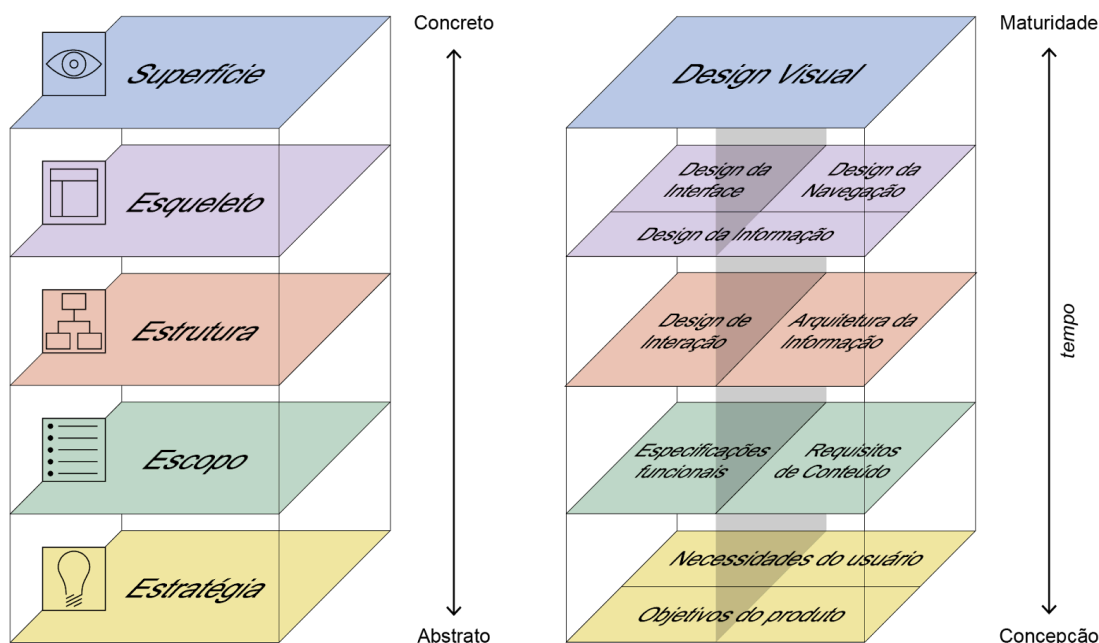 Concreto
Superfície
Esqueleto
Estrutura
Escopo
Estratégia
Abstrato
Maturidade
Design Visual
Design da
Interface
Design da
Navegação
Design da Informação
Design de
Interação
Arquitetura da
Informação
Especificações
funcionais
Requisitos
de Conteúdo
Necessidades do usuário
Objetivos do produto
tempo
Concepção